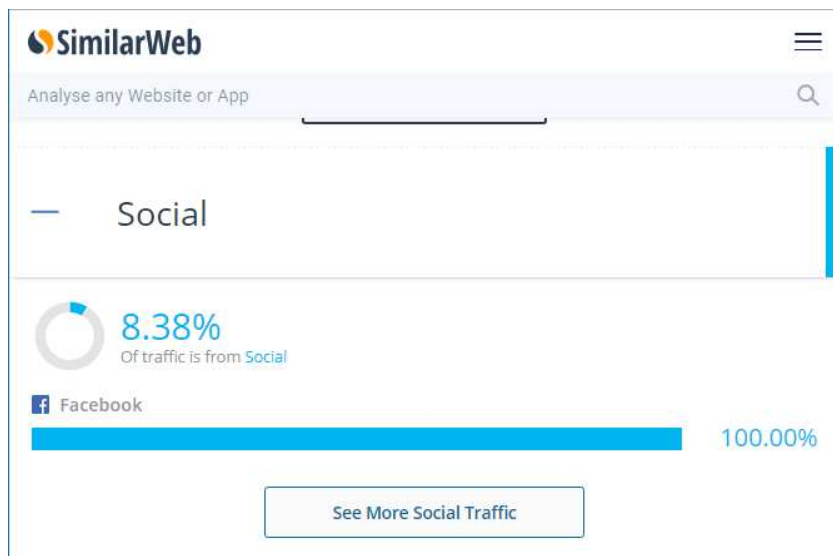 SimilarWeb
Analyse any Website or App
Social
8.38%
Of traffic is from Social
Facebook
100.00%
See More Social Traffic